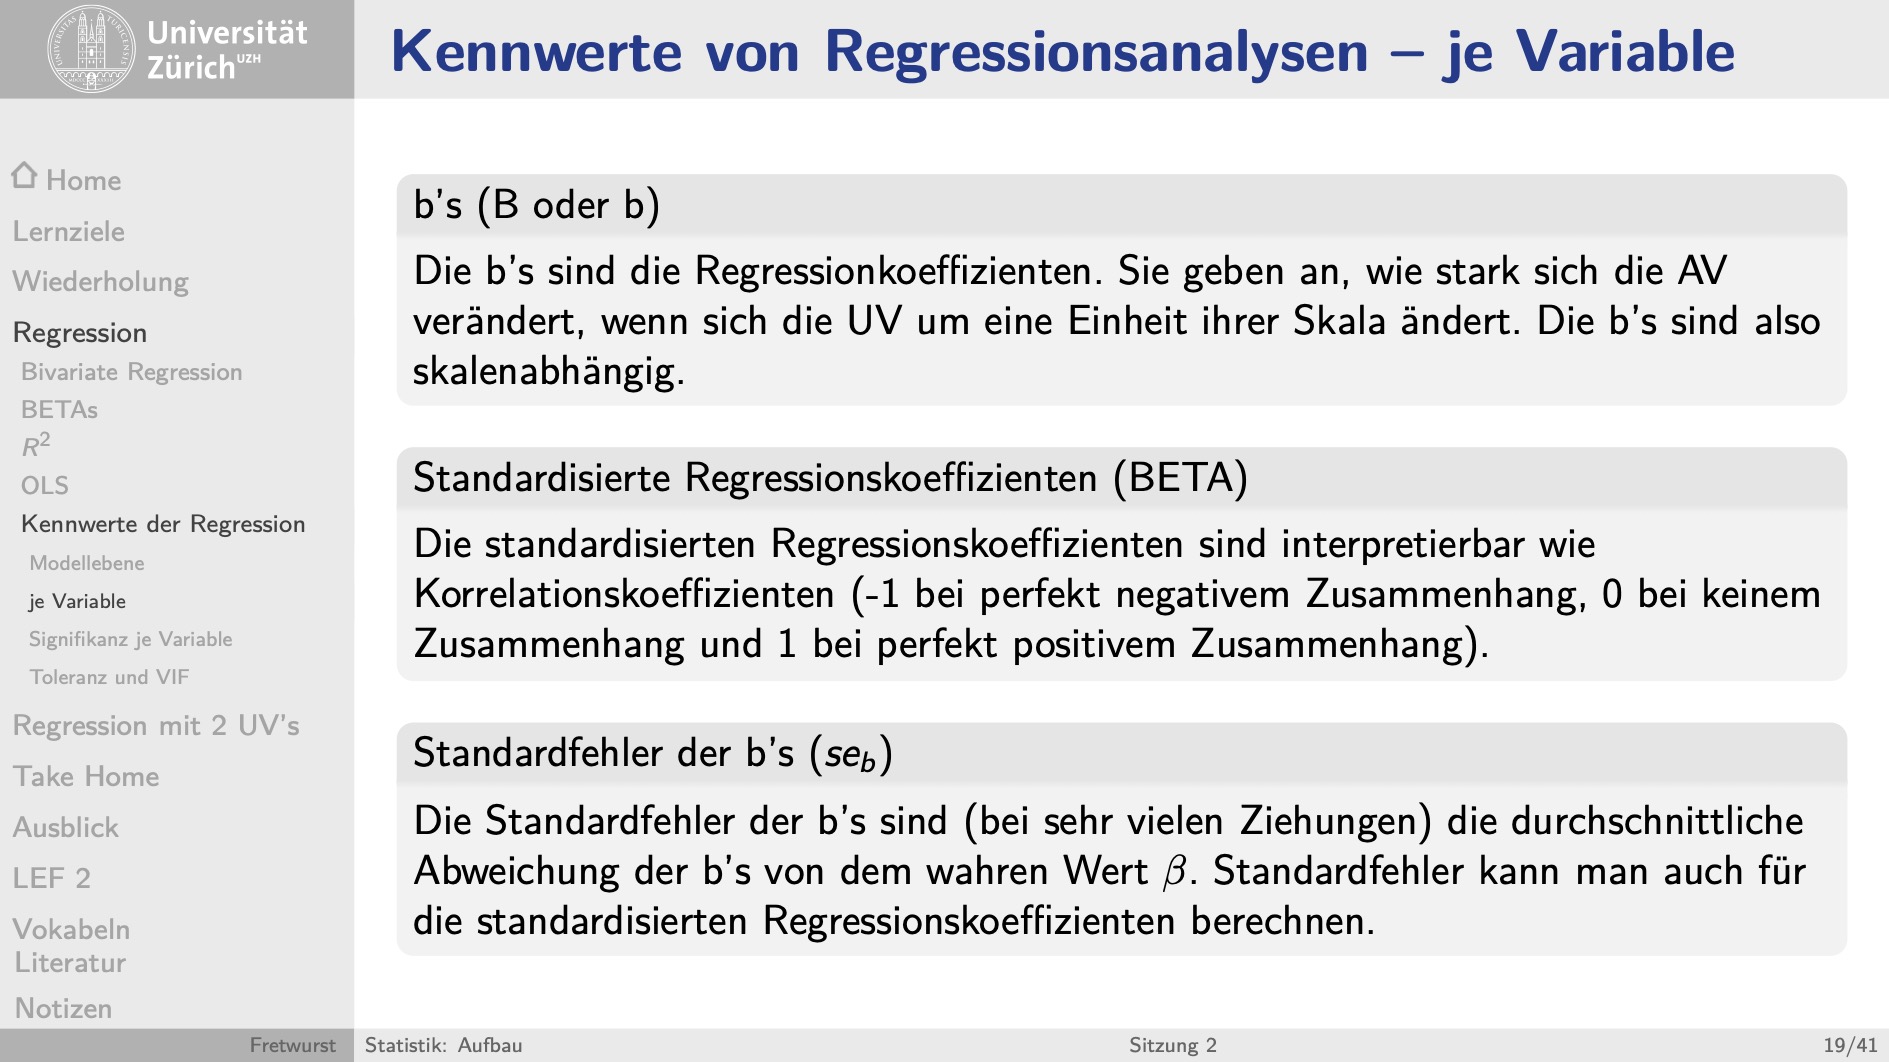 Universität
Zürich UZH
Kennwerte von Regressionsanalysen – je Variable
Home
Lernziele
Wiederholung
Regression
Bivariate Regression
BETAs
R²
OLS
Kennwerte der Regression
Modellebene
je Variable
Signifikanz je Variable
Toleranz und VIF
Regression mit 2 UV's
Take Home
Ausblick
LEF 2
Vokabeln
Literatur
Notizen
b's (B oder b)
Die b's sind die Regressionkoeffizienten. Sie geben an, wie stark sich die AV
verändert, wenn sich die UV um eine Einheit ihrer Skala ändert. Die b's sind also
skalenabhängig.
Standardisierte Regressionskoeffizienten (BETA)
Die standardisierten Regressionskoeffizienten sind interpretierbar wie
Korrelationskoeffizienten (-1 bei perfekt negativem Zusammenhang, 0 bei keinem
Zusammenhang und 1 bei perfekt positivem Zusammenhang).
Standardfehler der b's (se_b)
Die Standardfehler der b's sind (bei sehr vielen Ziehungen) die durchschnittliche
Abweichung der b's von dem wahren Wert β. Standardfehler kann man auch für
die standardisierten Regressionskoeffizienten berechnen.
Fretwurst
Statistik: Aufbau
Sitzung 2
19/41